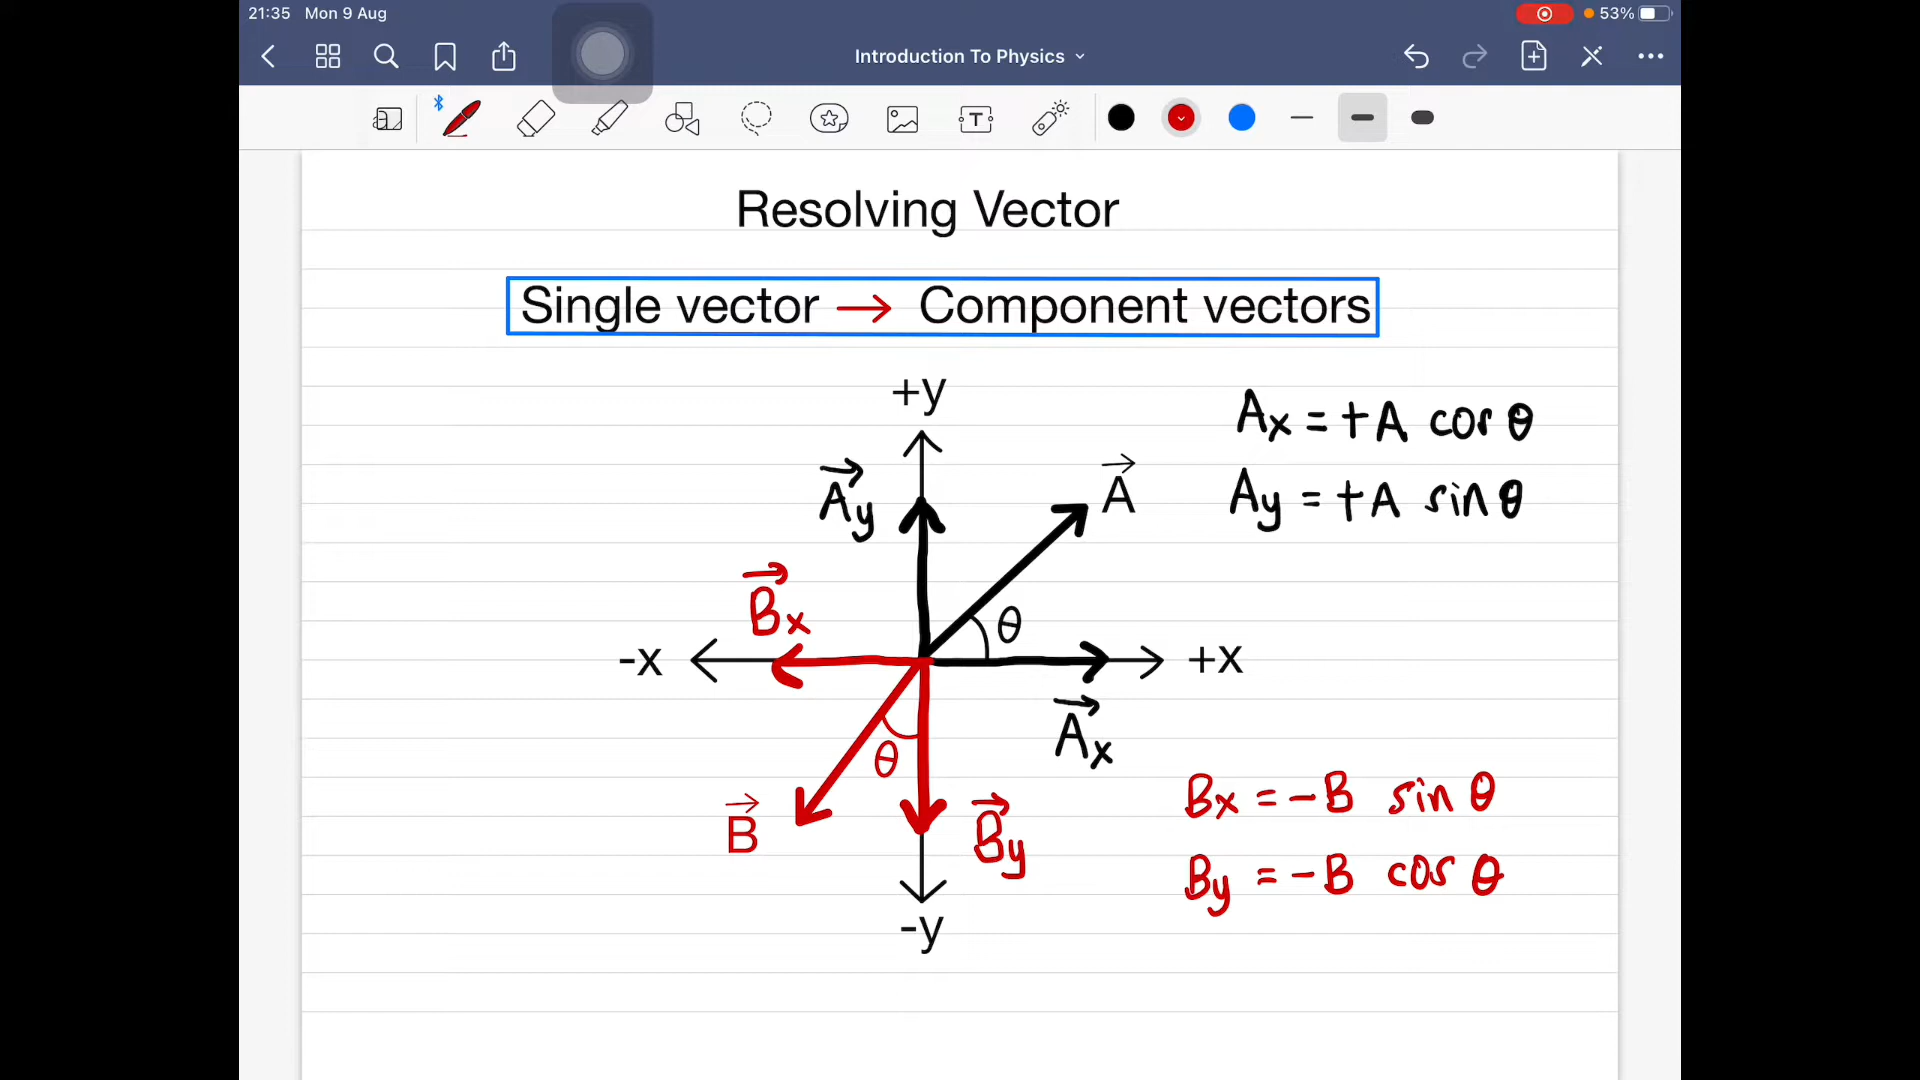 21:35 Mon 9 Aug
53%
Introduction To Physics
T
Resolving Vector
Single vector → Component vectors
+y
Ax = +A cos θ
A
Ay
Ay = +A sin θ
Bx
θ
-x
+x
Ax
θ
Bx = -B sin θ
B
By
By = -B cos θ
-y